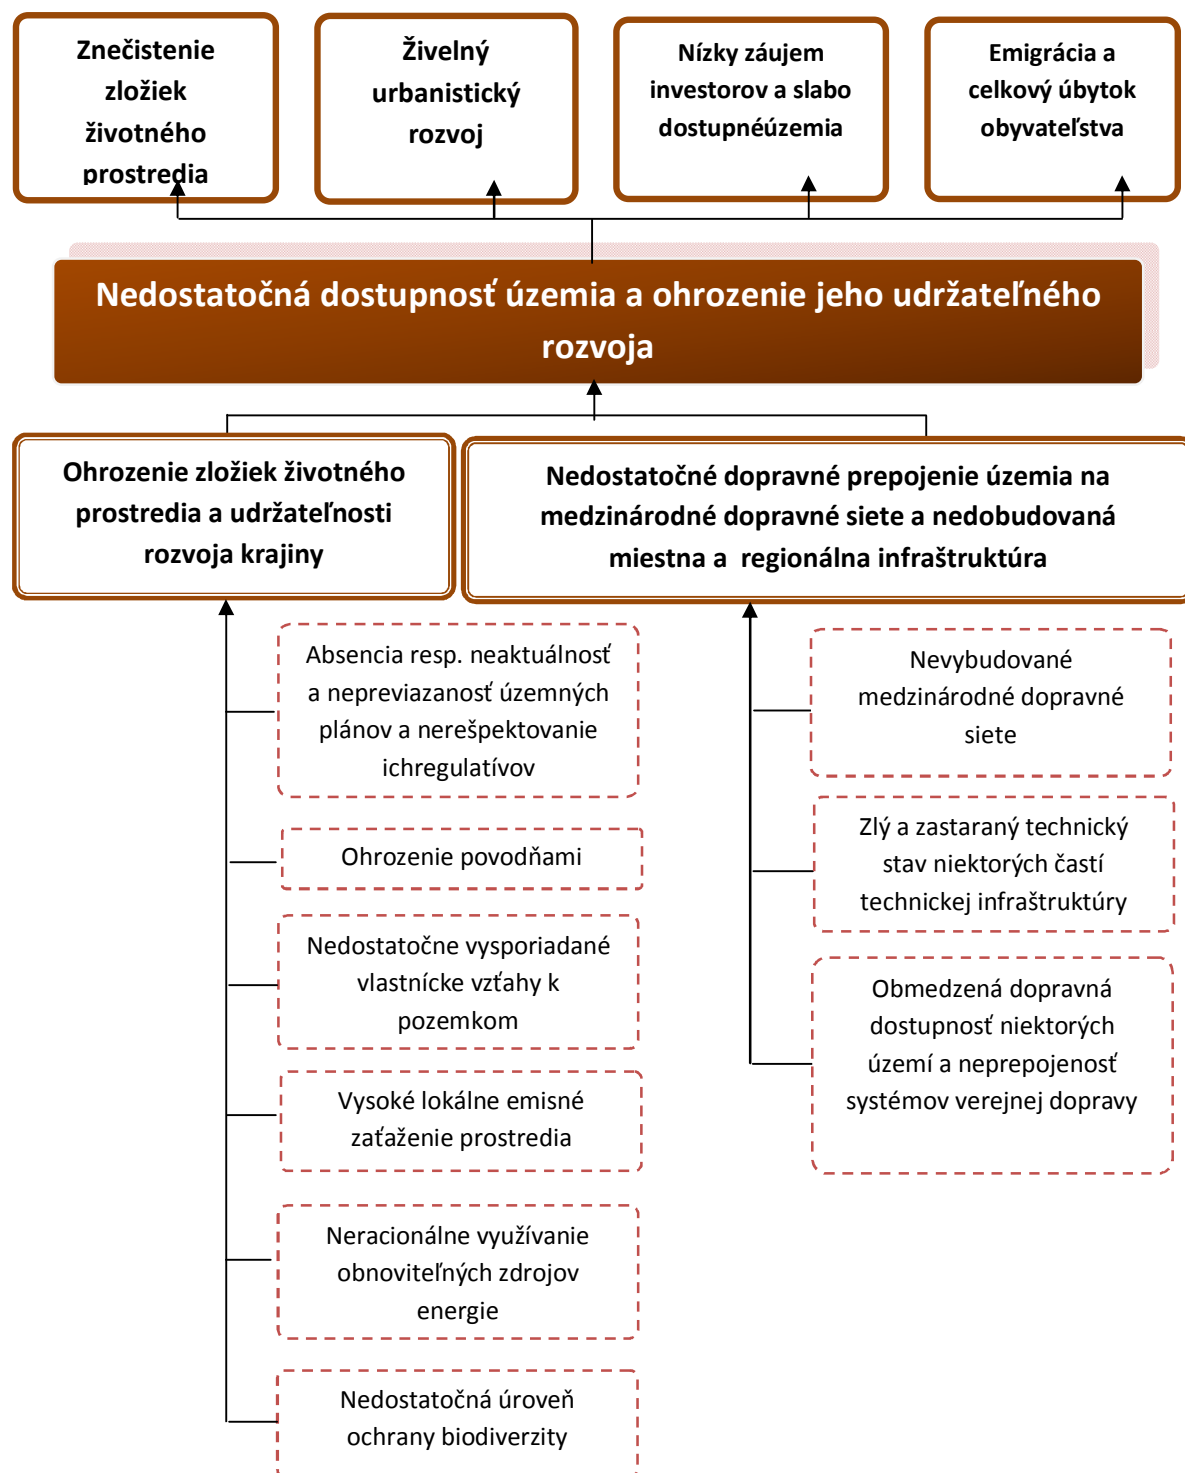 Znečistenie
zložiek
životného
prostredia
Živelný
urbanistický
rozvoj
Nízky záujem
investorov a slabo
dostupnéúzemia
Emigrácia a
celkový úbytok
obyvateľstva
Nedostatočná dostupnosť územia a ohrozenie jeho udržateľného
rozvoja
Ohrozenie zložiek životného
prostredia a udržateľnosti
rozvoja krajiny
Nedostatočné dopravné prepojenie územia na
medzinárodné dopravné siete a nedobudovaná
miestna a  regionálna infraštruktúra
Absencia resp. neaktuálnosť
a nepreviazanosť územných
plánov a nerešpektovanie
ichregulatívov
Ohrozenie povodňami
Nedostatočne vysporiadané
vlastnícke vzťahy k
pozemkom
Vysoké lokálne emisné
zaťaženie prostredia
Neracionálne využívanie
obnoviteľných zdrojov
energie
Nedostatočná úroveň
ochrany biodiverzity
Nevybudované
medzinárodné dopravné
siete
Zlý a zastaraný technický
stav niektorých častí
technickej infraštruktúry
Obmedzená dopravná
dostupnosť niektorých
území a neprepojenosť
systémov verejnej dopravy